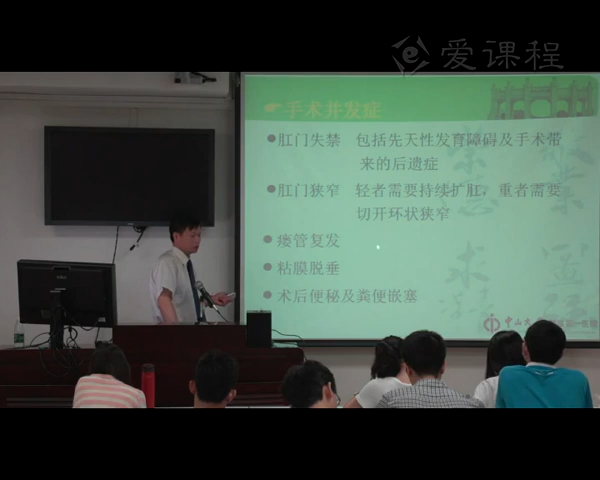 爱课程
手术并发症
肛门失禁 包括先天性发育障碍及手术带
来的后遗症
肛门狭窄 轻者需要持续扩肛，重者需要
切开环状狭窄
瘘管复发
粘膜脱垂
术后便秘及粪便嵌塞
中山大